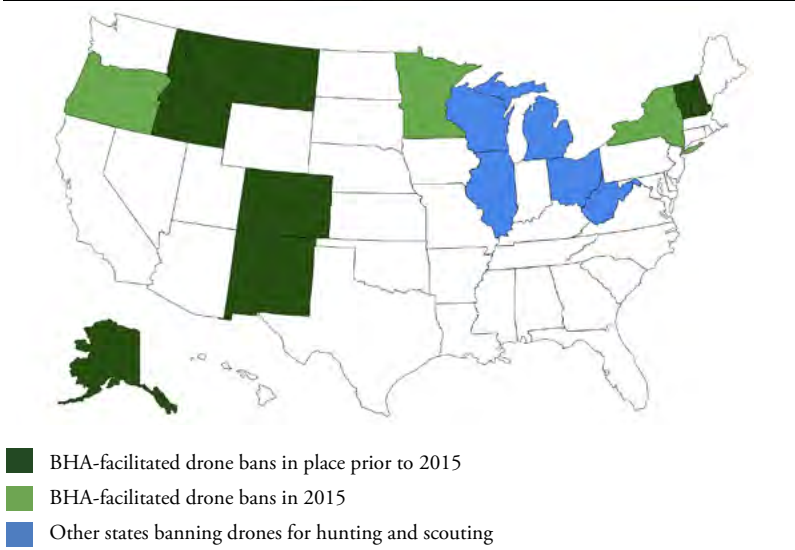 BHA-facilitated drone bans in place prior to 2015
BHA-facilitated drone bans in 2015
Other states banning drones for hunting and scouting